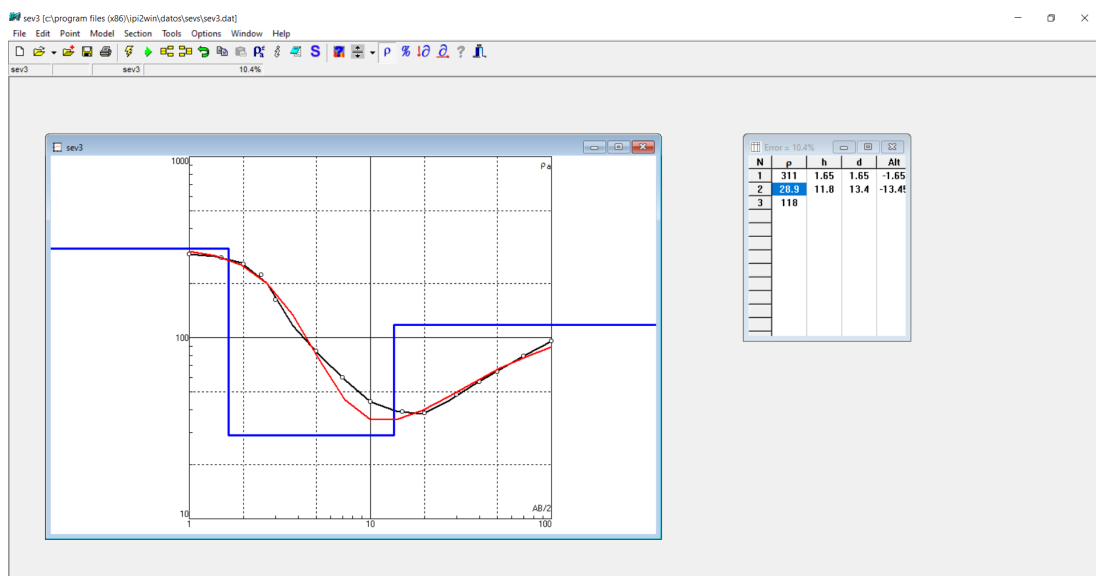 sev3 [c:\program files (x86)\ipi2win\datos\sevs\sev3.dat]
File Edit Point Model Section Tools Options Window Help
S ρ % ?
sev3 sev3 10.4%
sev3
1000 ρa
100
10 AB/2
1 10 100
Error = 10.4%
N ρ h d Alt
1 311 1.65 1.65 -1.65
2 28.9 11.8 13.4 -13.45
3 118